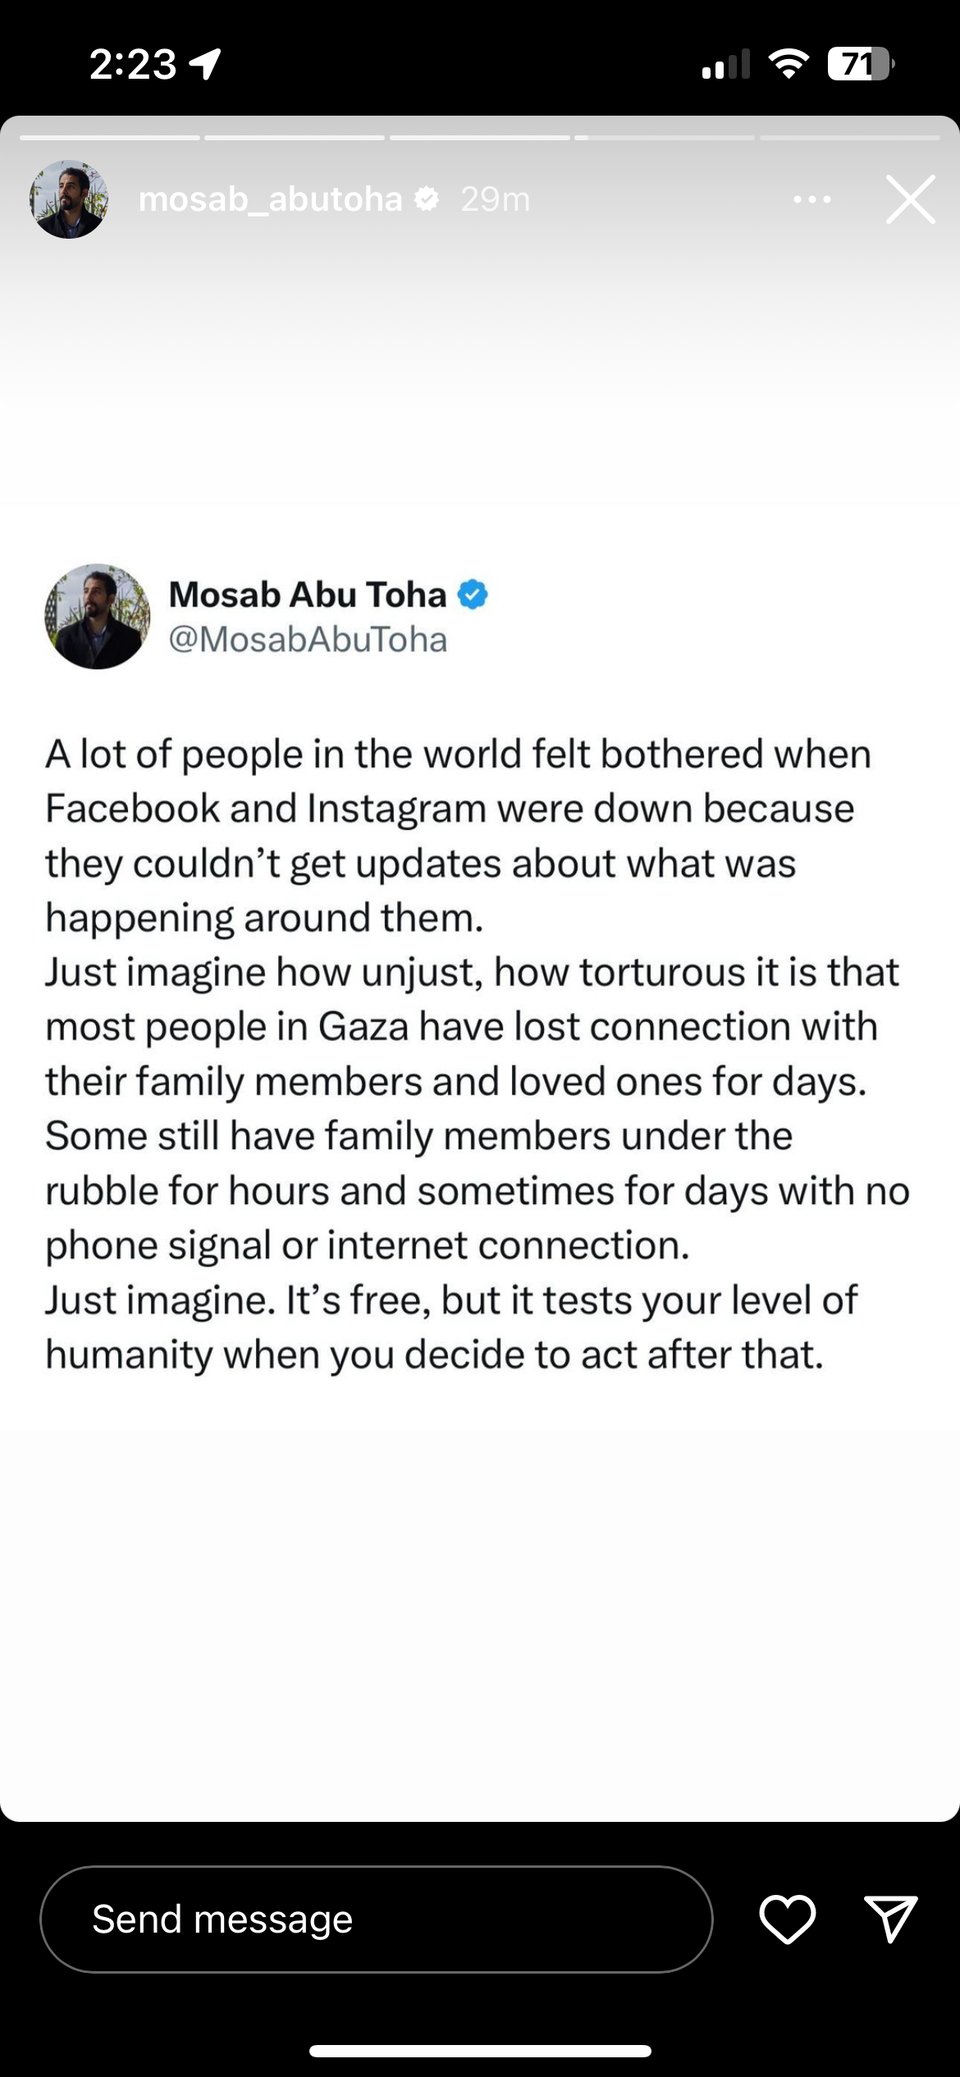 2:23
71
mosab_abutoha 29m
Mosab Abu Toha
@MosabAbuToha
A lot of people in the world felt bothered when
Facebook and Instagram were down because
they couldn’t get updates about what was
happening around them.
Just imagine how unjust, how torturous it is that
most people in Gaza have lost connection with
their family members and loved ones for days.
Some still have family members under the
rubble for hours and sometimes for days with no
phone signal or internet connection.
Just imagine. It’s free, but it tests your level of
humanity when you decide to act after that.
Send message